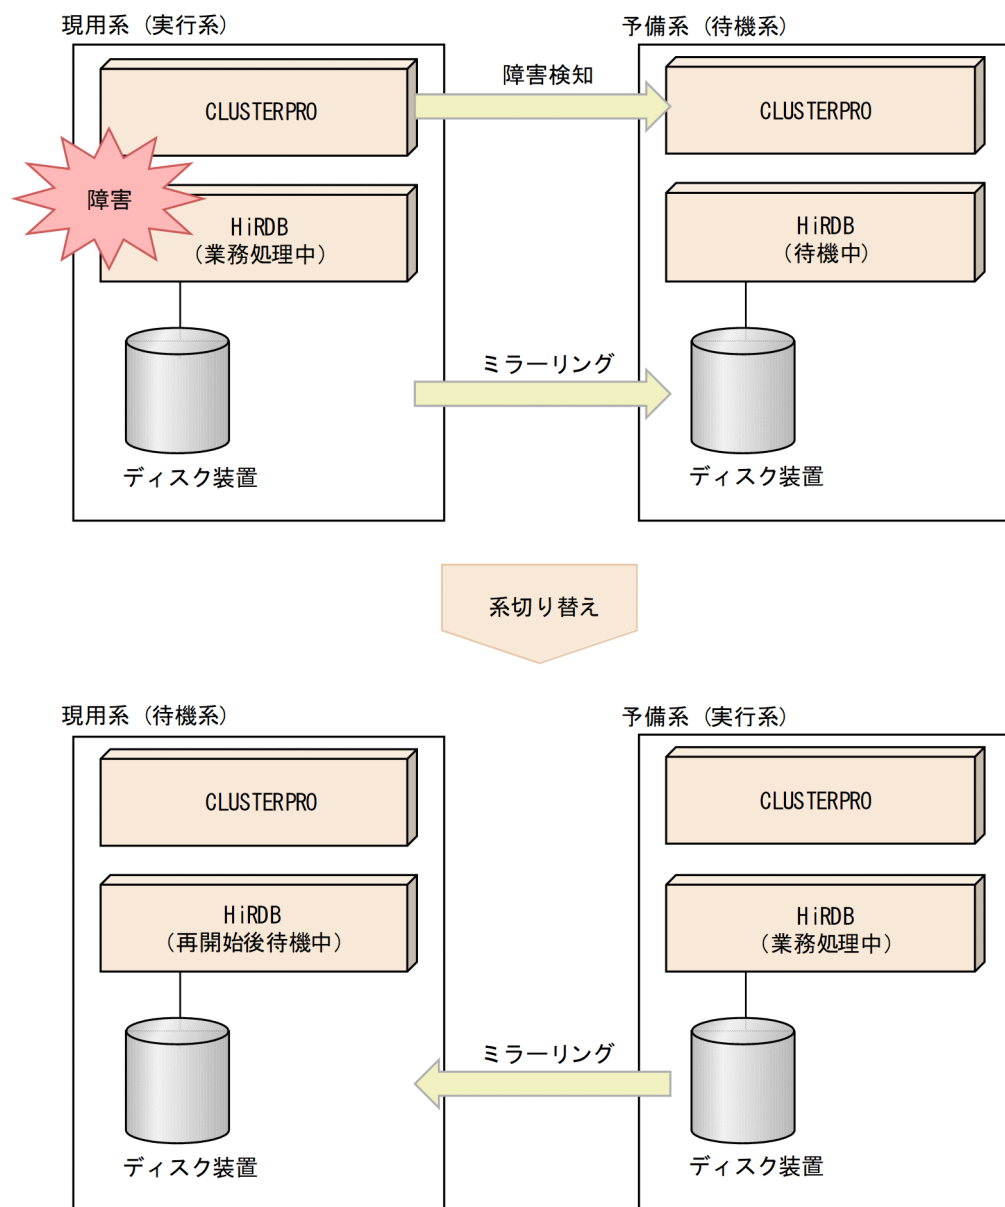 現用系（実行系）
予備系（待機系）
障害検知
CLUSTERPRO
CLUSTERPRO
障害
HiRDB
（業務処理中）
HiRDB
（待機中）
ミラーリング
ディスク装置
ディスク装置
系切り替え
現用系（待機系）
予備系（実行系）
CLUSTERPRO
CLUSTERPRO
HiRDB
（再開始後待機中）
HiRDB
（業務処理中）
ミラーリング
ディスク装置
ディスク装置